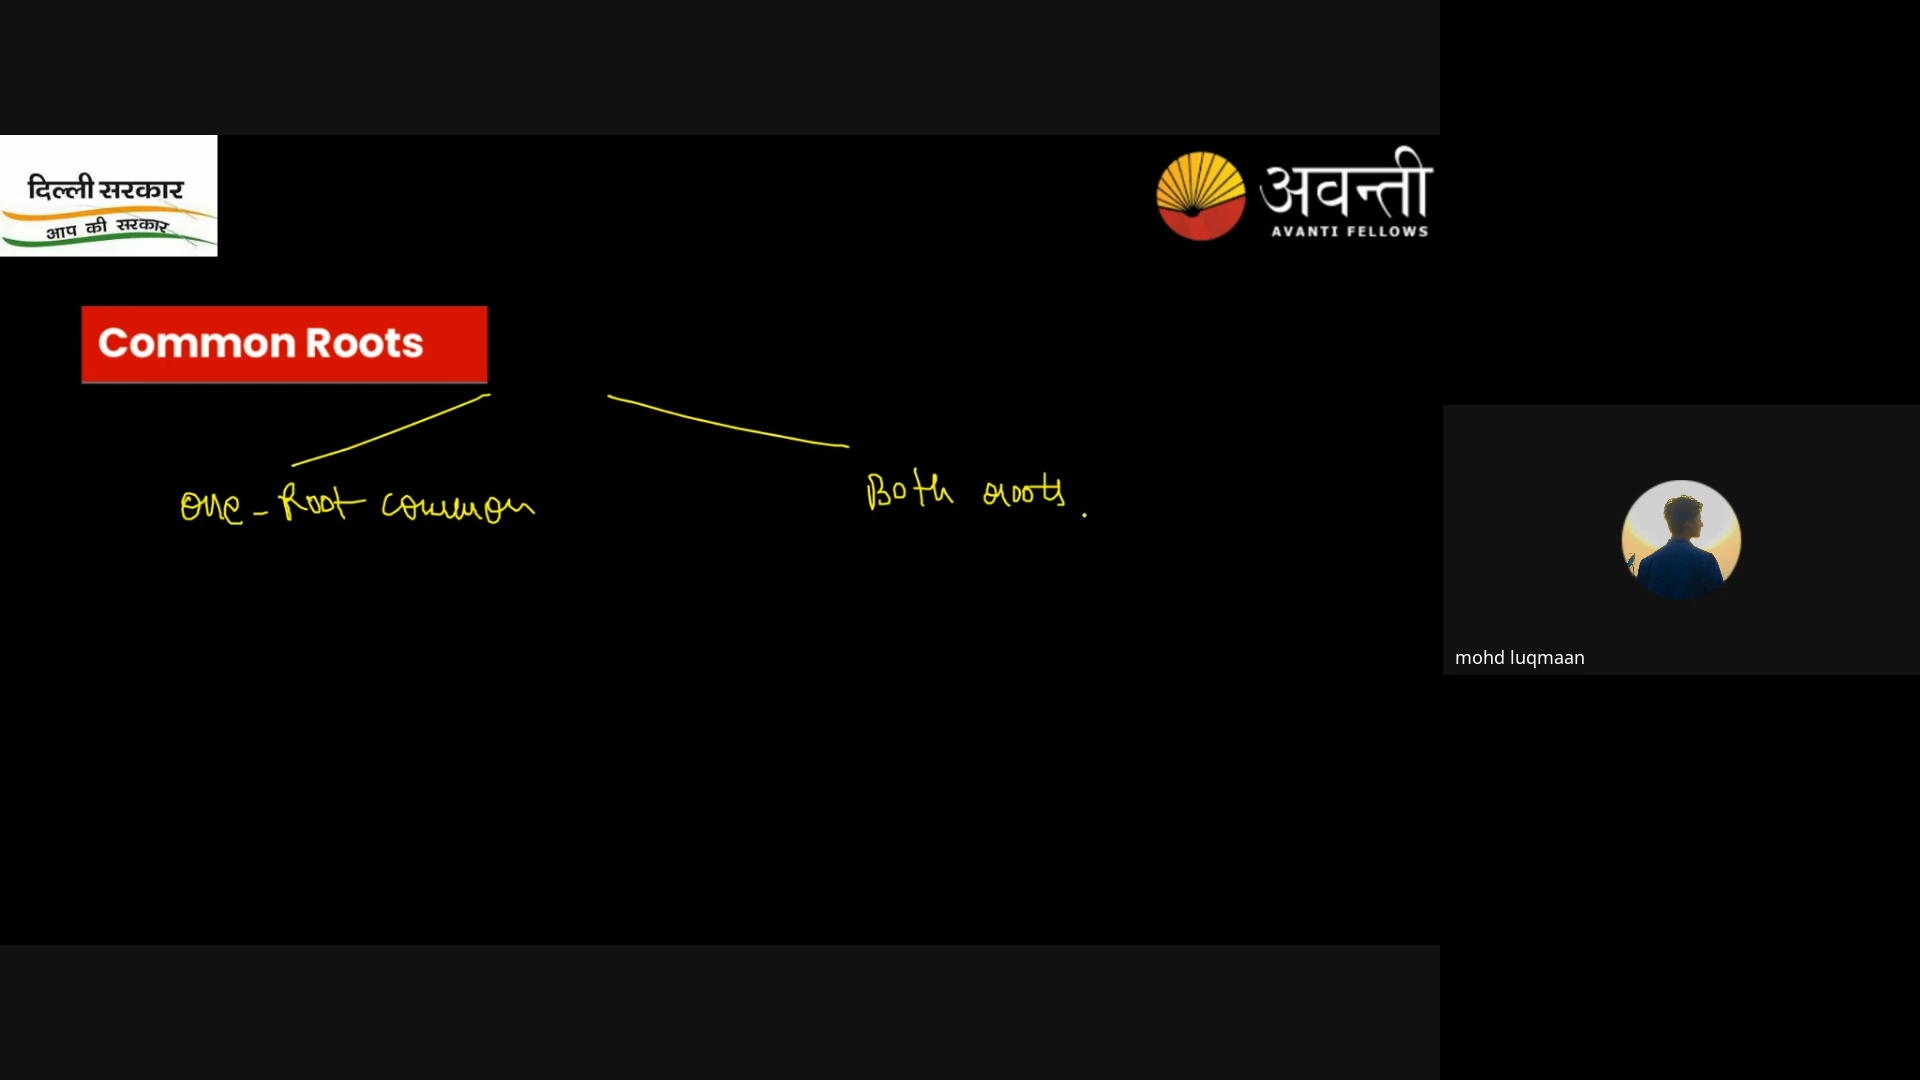 दिल्ली सरकार
आप की सरकार
अवन्ती
AVANTI FELLOWS
Common Roots
one - Root common
Both roots.
mohd luqmaan